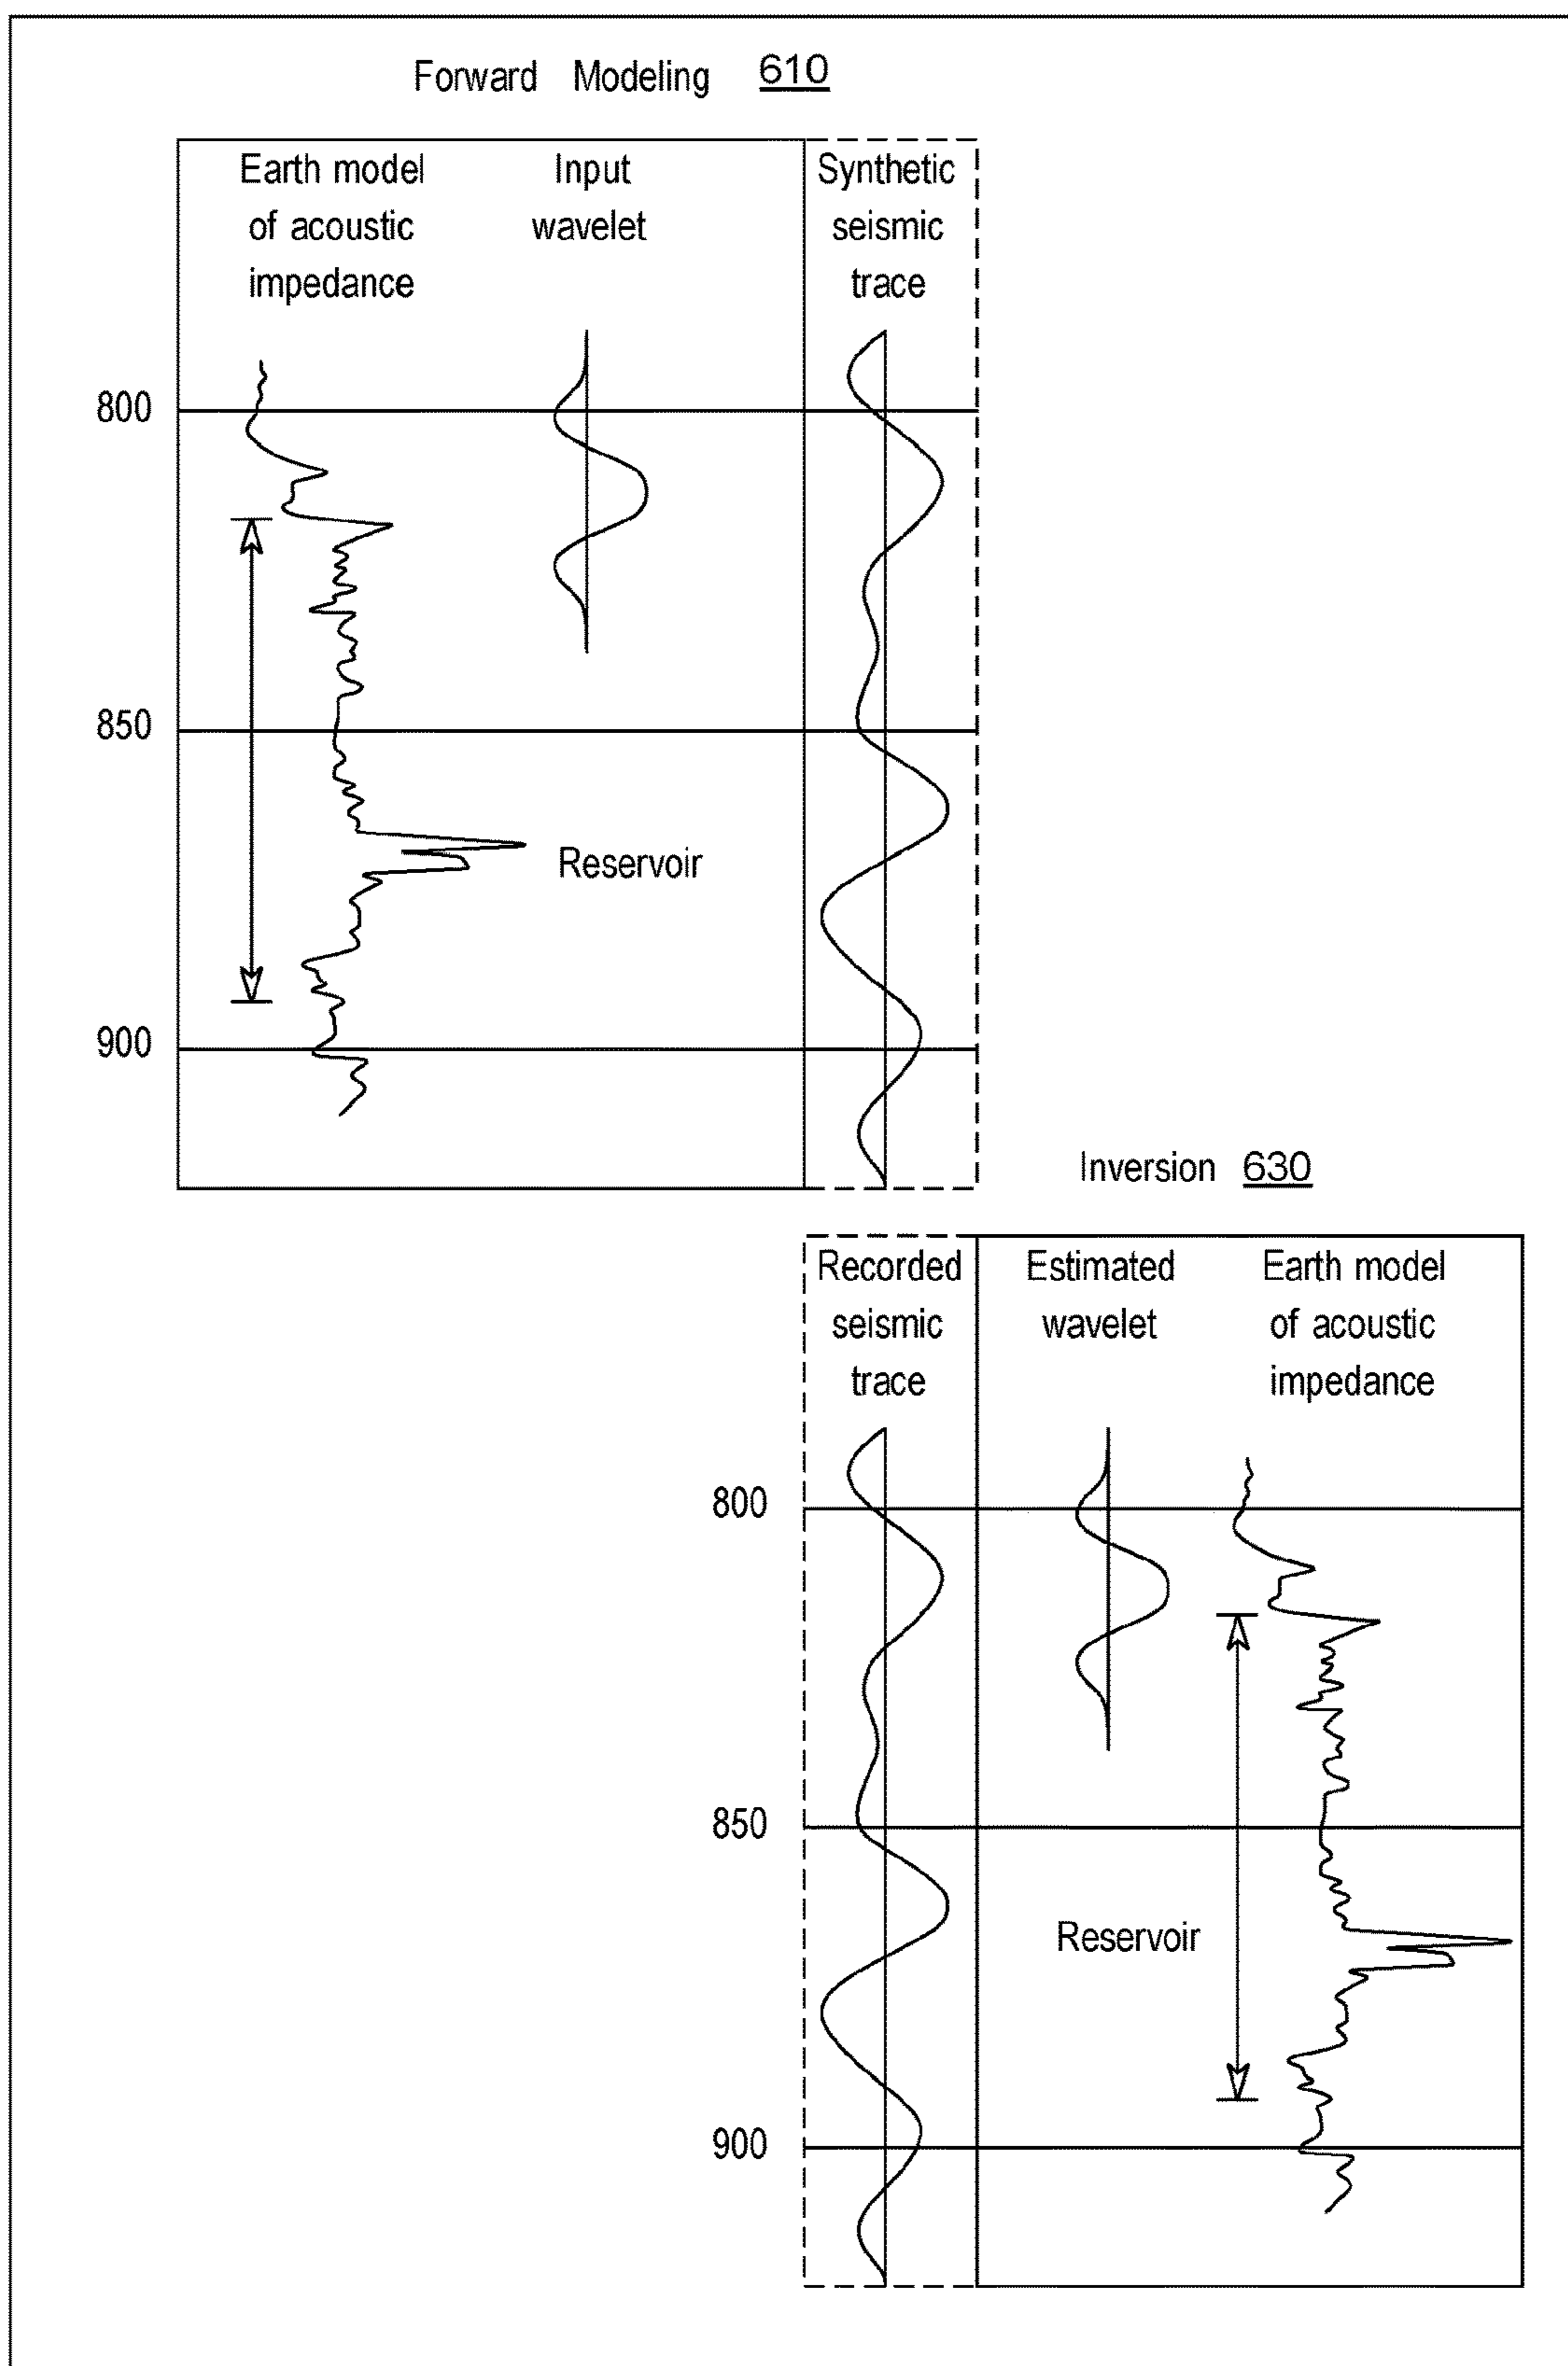 Forward Modeling 610
Earth model
of acoustic
impedance
Input
wavelet
Synthetic
seismic
trace
800
850
Reservoir
900
Inversion 630
Recorded
seismic
trace
Estimated
wavelet
Earth model
of acoustic
impedance
800
850
Reservoir
900